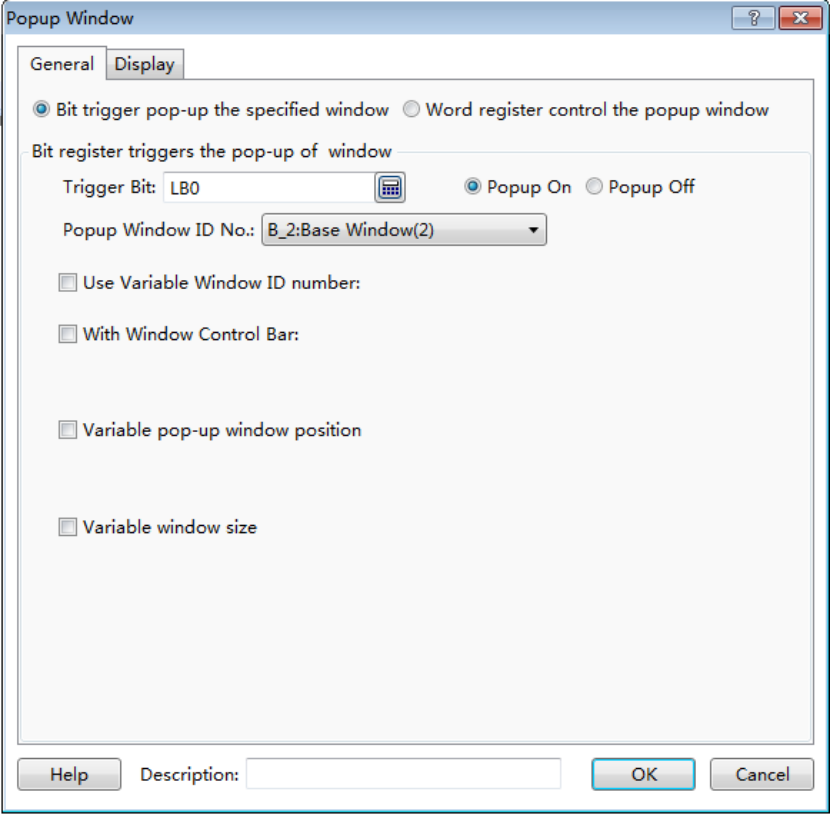 Popup Window
General Display
Bit trigger pop-up the specified window Word register control the popup window
Bit register triggers the pop-up of window
Trigger Bit: LB0 Popup On Popup Off
Popup Window ID No.: B_2:Base Window(2)
Use Variable Window ID number:
With Window Control Bar:
Variable pop-up window position
Variable window size
Help Description: OK Cancel